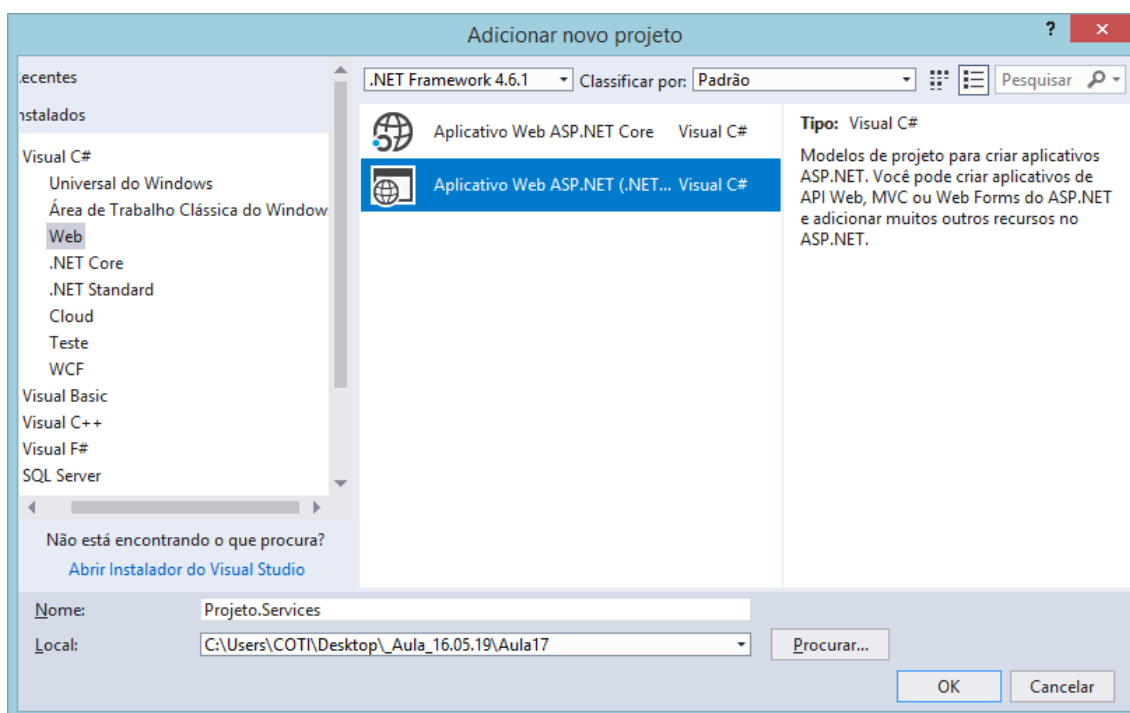 Adicionar novo projeto
?
×
.ecentes
nstalados
Visual C#
Universal do Windows
Área de Trabalho Clássica do Window
Web
.NET Core
.NET Standard
Cloud
Teste
WCF
Visual Basic
Visual C++
Visual F#
SQL Server
Não está encontrando o que procura?
Abrir Instalador do Visual Studio
.NET Framework 4.6.1 Classificar por: Padrão
Pesquisar
Aplicativo Web ASP.NET Core Visual C#
Aplicativo Web ASP.NET (.NET... Visual C#
Tipo: Visual C#
Modelos de projeto para criar aplicativos
ASP.NET. Você pode criar aplicativos de
API Web, MVC ou Web Forms do ASP.NET
e adicionar muitos outros recursos no
ASP.NET.
Nome: Projeto.Services
Local: C:\Users\COTI\Desktop\_Aula_16.05.19\Aula17
Procurar...
OK Cancelar